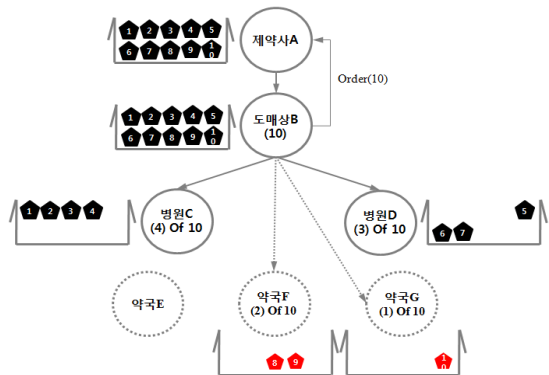 1 2 3 4 5
6 7 8 9 10
제약사A
Order(10)
1 2 3 4 5
6 7 8 9 10
도매상B
(10)
1 2 3 4
병원C
(4) Of 10
병원D
(3) Of 10
5
6 7
약국E
약국F
(2) Of 10
약국G
(1) Of 10
8 9
10